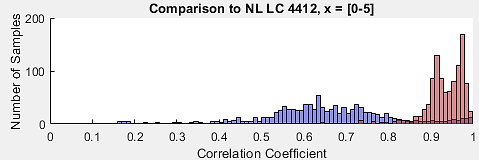 Comparison to NL LC 4412, x = [0-5]
Number of Samples
200
100
0
0 0.1 0.2 0.3 0.4 0.5 0.6 0.7 0.8 0.9 1
Correlation Coefficient